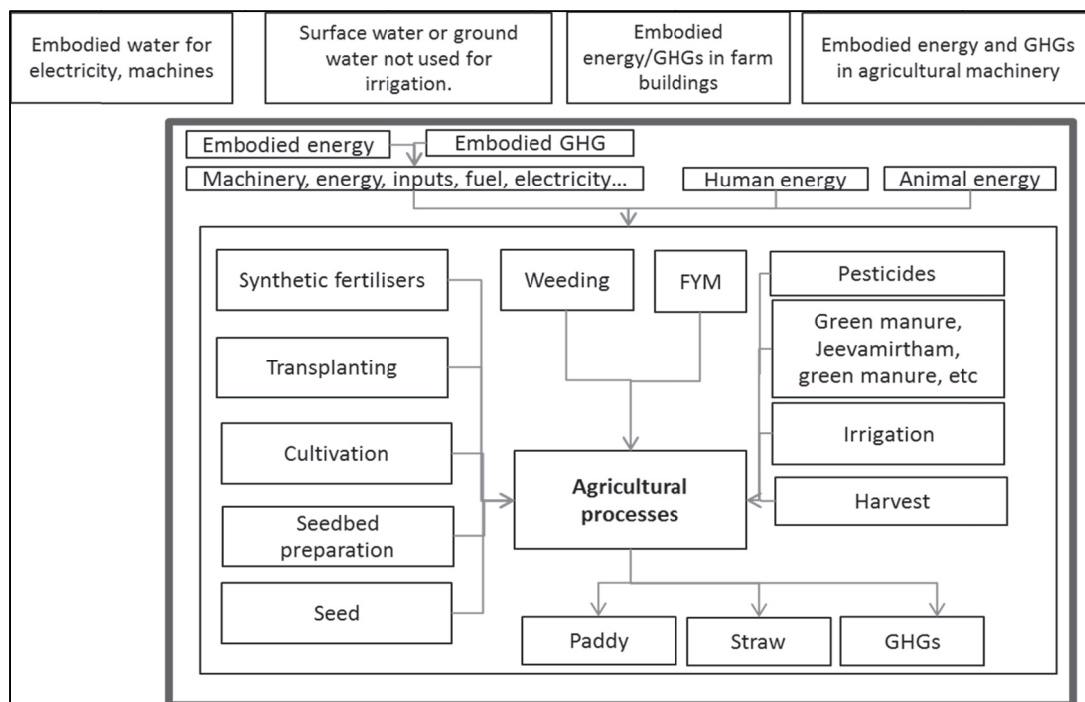 Embodied water for
electricity, machines
Surface water or ground
water not used for
irrigation.
Embodied
energy/GHGs in farm
buildings
Embodied energy and GHGs
in agricultural machinery
Embodied energy
Embodied GHG
Machinery, energy, inputs, fuel, electricity...
Human energy
Animal energy
Synthetic fertilisers
Transplanting
Cultivation
Seedbed
preparation
Seed
Weeding
FYM
Pesticides
Green manure,
Jeevamirtham,
green manure, etc
Irrigation
Harvest
Agricultural
processes
Paddy
Straw
GHGs